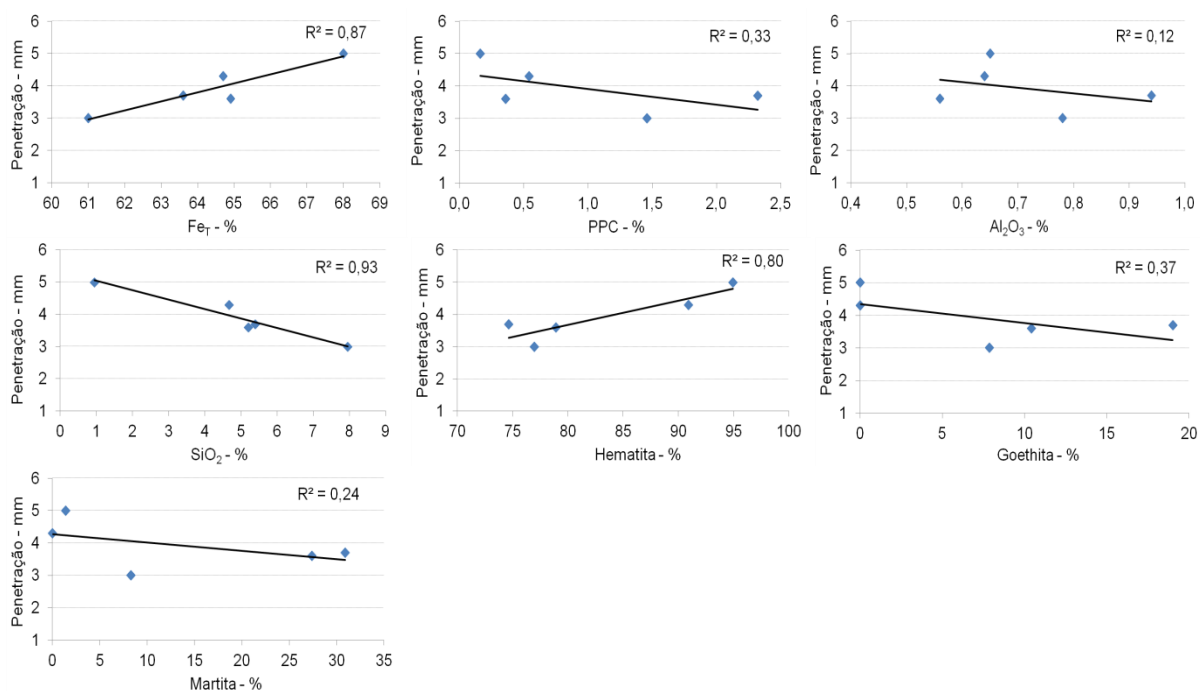 Penetração - mm
6
5
4
3
2
1
R² = 0,87
60 61 62 63 64 65 66 67 68 69
Fe_T - %
Penetração - mm
6
5
4
3
2
1
R² = 0,33
0,0 0,5 1,0 1,5 2,0 2,5
PPC - %
Penetração - mm
6
5
4
3
2
1
R² = 0,12
0,4 0,5 0,6 0,7 0,8 0,9 1,0
Al₂O₃ - %
Penetração - mm
6
5
4
3
2
1
R² = 0,93
0 1 2 3 4 5 6 7 8 9
SiO₂ - %
Penetração - mm
6
5
4
3
2
1
R² = 0,80
70 75 80 85 90 95 100
Hematita - %
Penetração - mm
6
5
4
3
2
1
R² = 0,37
0 5 10 15 20
Goethita - %
Penetração - mm
6
5
4
3
2
1
R² = 0,24
0 5 10 15 20 25 30 35
Martita - %